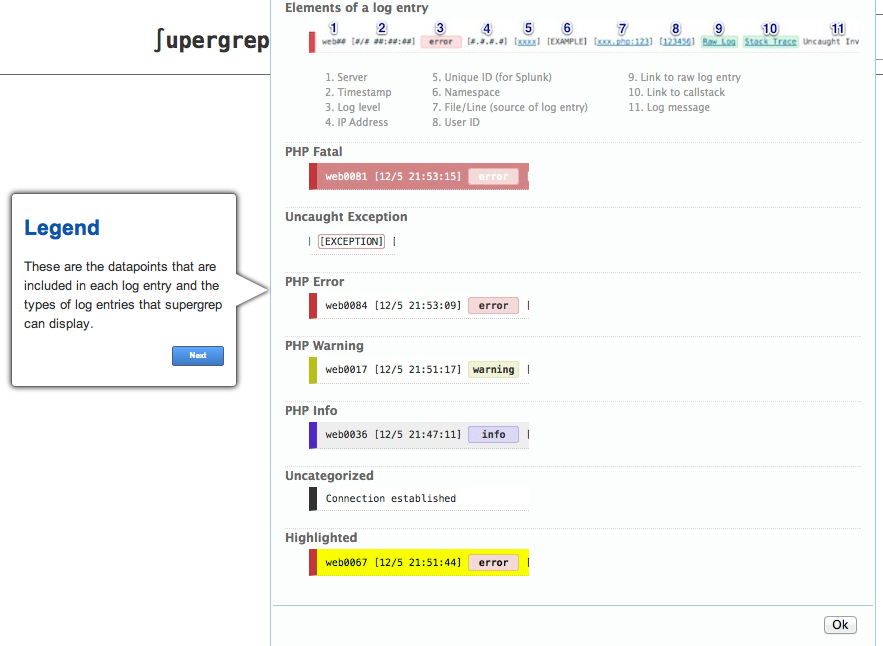 Elements of a log entry
1 2 3 4 5 6 7 8 9 10 11
web## [#/# ##:##:##] error [#.#.#.#] [xxxx] [EXAMPLE] [xxx.php:123] [123456] Raw Log Stack Trace Uncaught Inv
ʃupergrep
1. Server
2. Timestamp
3. Log level
4. IP Address
5. Unique ID (for Splunk)
6. Namespace
7. File/Line (source of log entry)
8. User ID
9. Link to raw log entry
10. Link to callstack
11. Log message
Legend
These are the datapoints that are
included in each log entry and the
types of log entries that supergrep
can display.
Next
PHP Fatal
web0081 [12/5 21:53:15] error [
Uncaught Exception
| [EXCEPTION] |
PHP Error
web0084 [12/5 21:53:09] error |
PHP Warning
web0017 [12/5 21:51:17] warning |
PHP Info
web0036 [12/5 21:47:11] info |
Uncategorized
Connection established
Highlighted
web0067 [12/5 21:51:44] error |
Ok